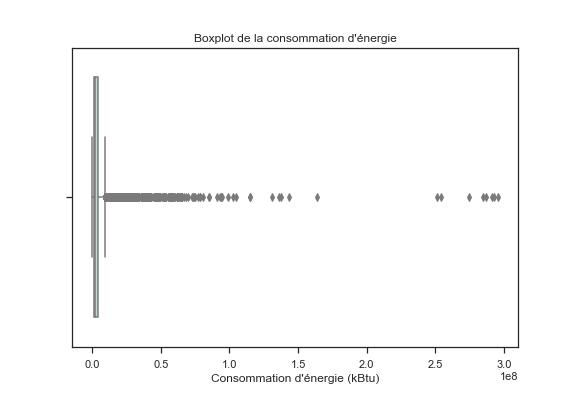 Boxplot de la consommation d'énergie
0.0 0.5 1.0 1.5 2.0 2.5 3.0
1e8
Consommation d'énergie (kBtu)